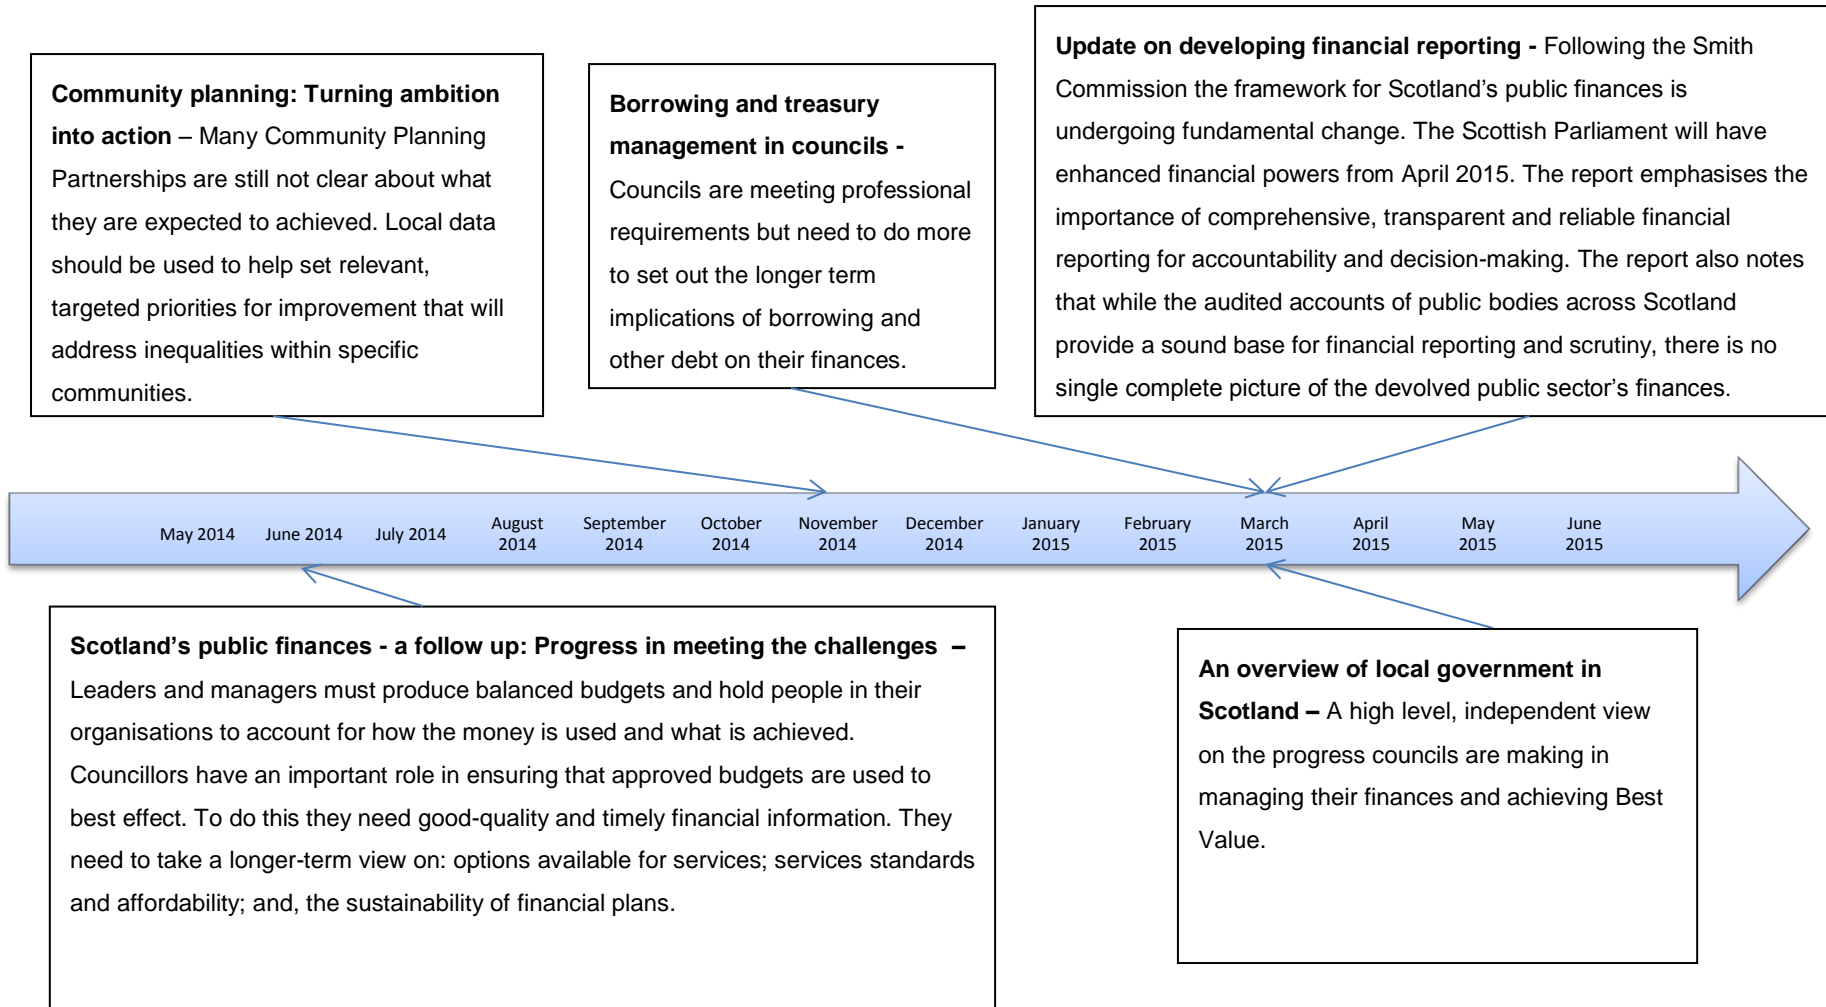 Community planning: Turning ambition
into action – Many Community Planning
Partnerships are still not clear about what
they are expected to achieved. Local data
should be used to help set relevant,
targeted priorities for improvement that will
address inequalities within specific
communities.
Borrowing and treasury
management in councils -
Councils are meeting professional
requirements but need to do more
to set out the longer term
implications of borrowing and
other debt on their finances.
Update on developing financial reporting - Following the Smith
Commission the framework for Scotland’s public finances is
undergoing fundamental change. The Scottish Parliament will have
enhanced financial powers from April 2015. The report emphasises the
importance of comprehensive, transparent and reliable financial
reporting for accountability and decision-making. The report also notes
that while the audited accounts of public bodies across Scotland
provide a sound base for financial reporting and scrutiny, there is no
single complete picture of the devolved public sector’s finances.
May 2014
June 2014
July 2014
August
2014
September
2014
October
2014
November
2014
December
2014
January
2015
February
2015
March
2015
April
2015
May
2015
June
2015
Scotland’s public finances - a follow up: Progress in meeting the challenges –
Leaders and managers must produce balanced budgets and hold people in their
organisations to account for how the money is used and what is achieved.
Councillors have an important role in ensuring that approved budgets are used to
best effect. To do this they need good-quality and timely financial information. They
need to take a longer-term view on: options available for services; services standards
and affordability; and, the sustainability of financial plans.
An overview of local government in
Scotland – A high level, independent view
on the progress councils are making in
managing their finances and achieving Best
Value.